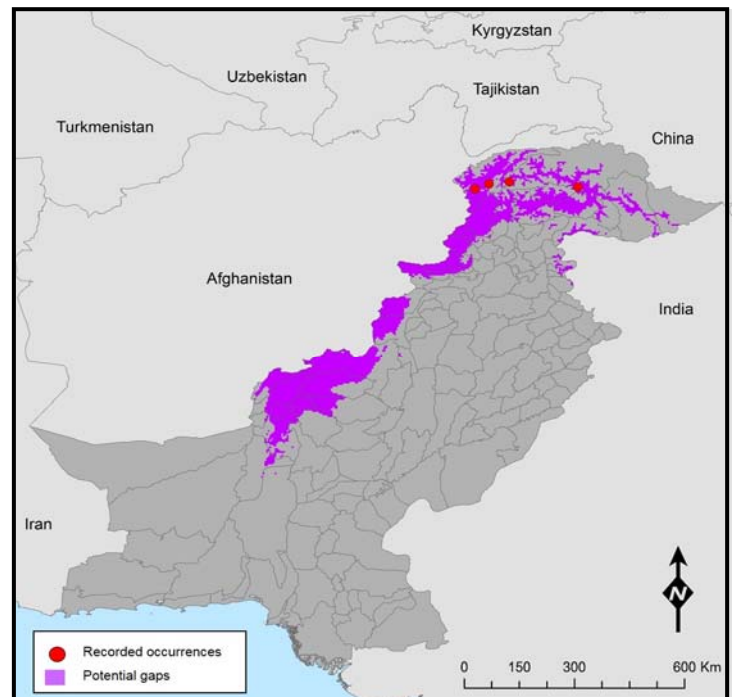 Kyrgyzstan
Uzbekistan
Tajikistan
Turkmenistan
China
Afghanistan
India
Iran
N
Recorded occurrences
Potential gaps
0 150 300 600 Km